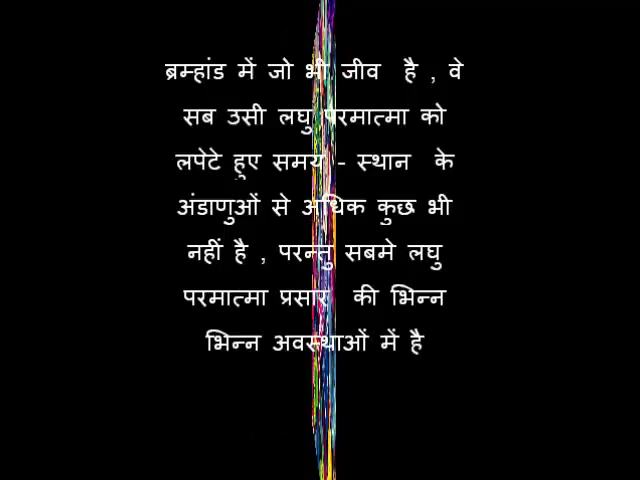 ब्रम्हांड में जो भी जीव है , वे
सब उसी लघु परमात्मा को
लपेटे हुए समय - स्थान के
अंडाणुओं से अधिक कुछ भी
नहीं है , परन्तु सबमे लघु
परमात्मा प्रसार की भिन्न
भिन्न अवस्थाओं में है